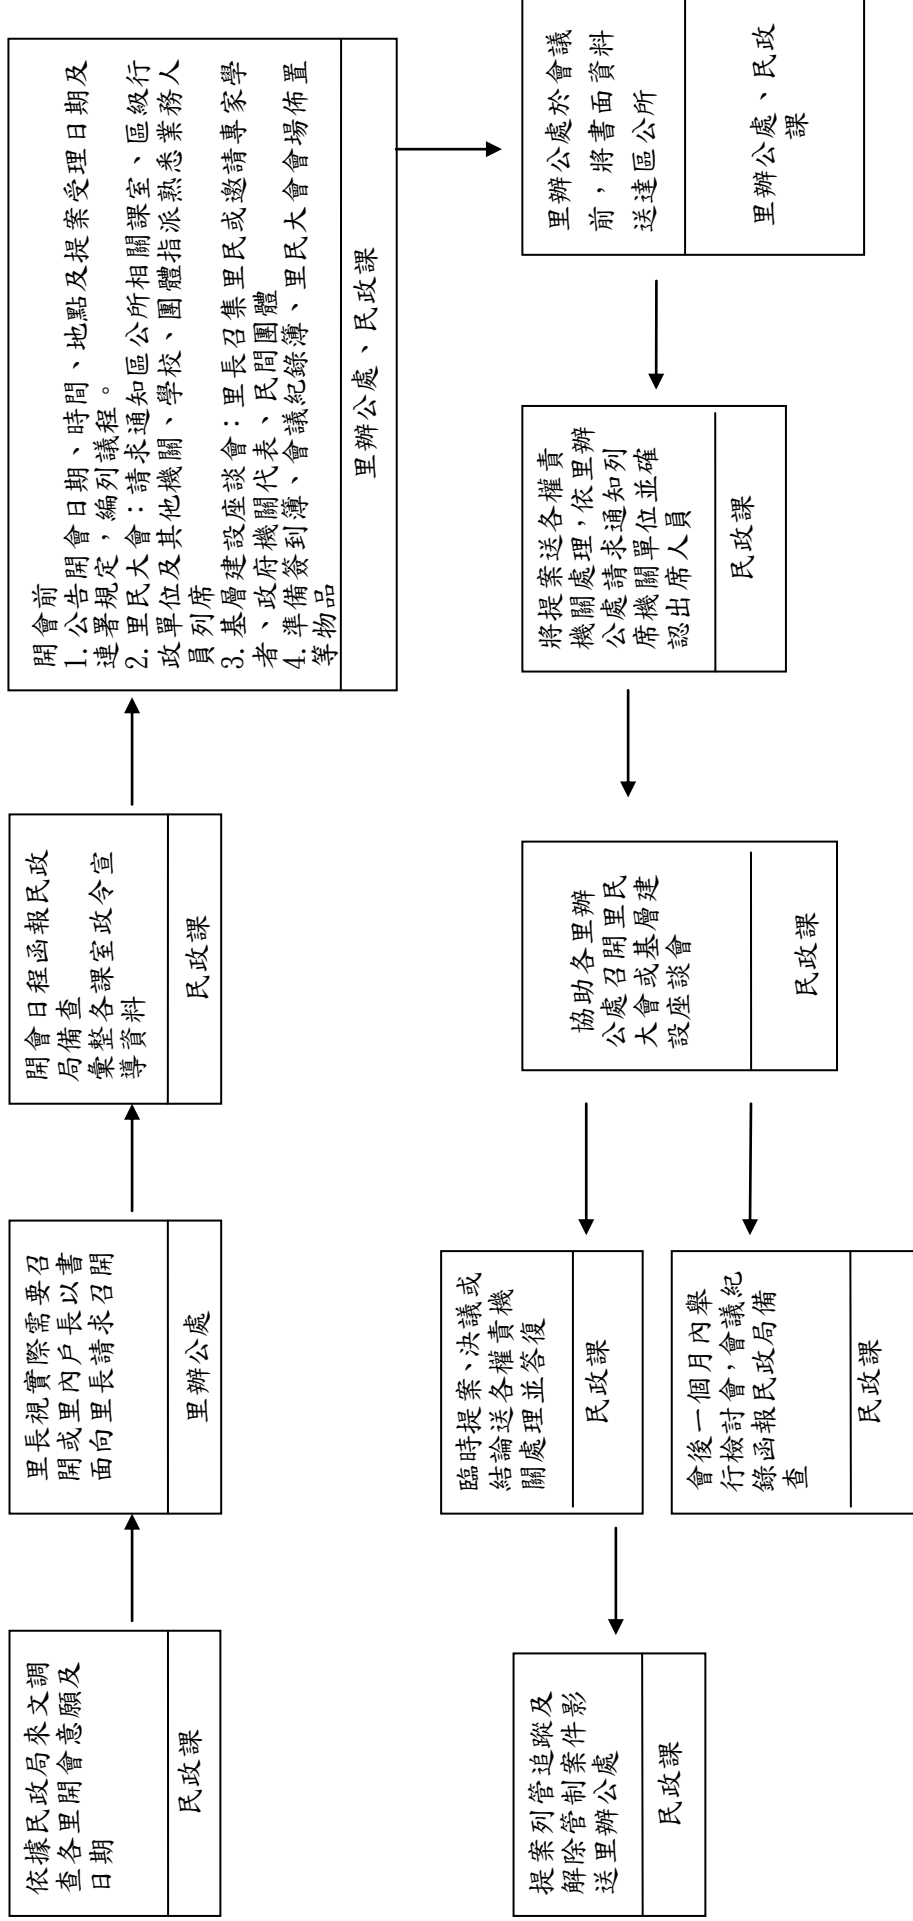 依據民政局來文調
查各里開會意願及
日期
民政課
里長視實際需要召
開或里內戶長以書
面向里長請求召開
里辦公處
開會日程函報民政
局備查
彙整各課室政令宣
導資料
民政課
開會前
1.公告開會日期、時間、地點及提案受理日期及
連署規定，編列議程。
2.里民大會：請求通知區公所相關課室、區級行
政單位及其他機關、學校、團體指派熟悉業務人
員列席
3.基層建設座談會：里長召集里民或邀請專家學
者、政府機關代表、民間團體
4.準備簽到簿、會議紀錄簿、里民大會會場佈置
等物品
里辦公處、民政課
里辦公處於會議
前，將書面資料
送達區公所
里辦公處、民政
課
將提案送各權責
機關處理，依里辦
公處請求通知列
席機關單位並確
認出席人員
民政課
協助各里辦
公處召開里民
大會或基層建
設座談會
民政課
臨時提案、決議或
結論送各權責機
關處理並答復
民政課
會後一個月內舉
行檢討會，會議紀
錄函報民政局備
查
民政課
提案列管追蹤及
解除管制案件影
送里辦公處
民政課